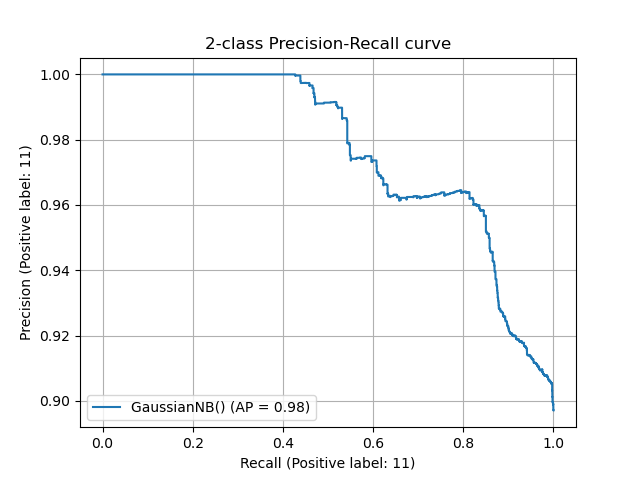 2-class Precision-Recall curve
1.00
0.98
0.96
0.94
0.92
0.90
Precision (Positive label: 11)
GaussianNB() (AP = 0.98)
0.0 0.2 0.4 0.6 0.8 1.0
Recall (Positive label: 11)